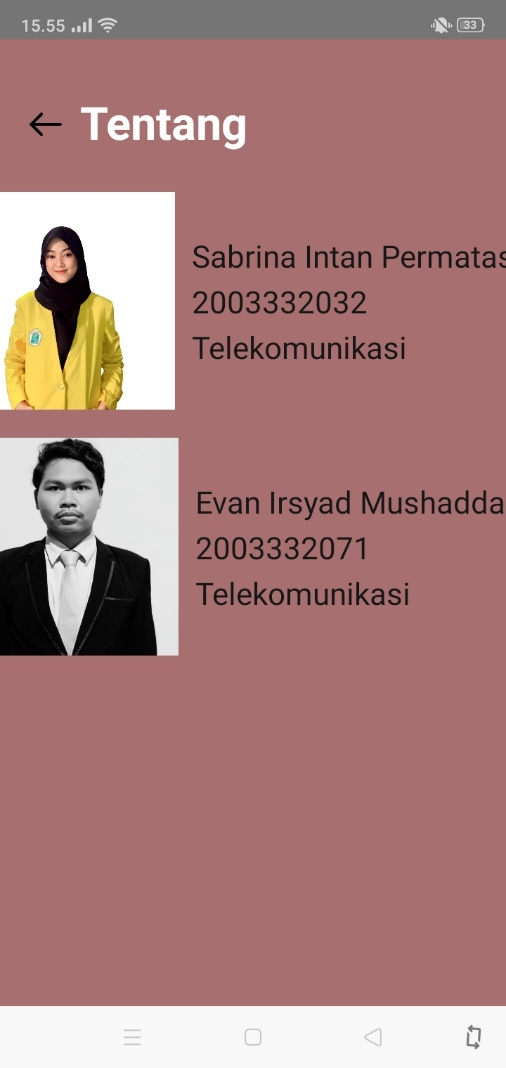 15.55 33
Tentang
Sabrina Intan Permatas
2003332032
Telekomunikasi
Evan Irsyad Mushadda
2003332071
Telekomunikasi